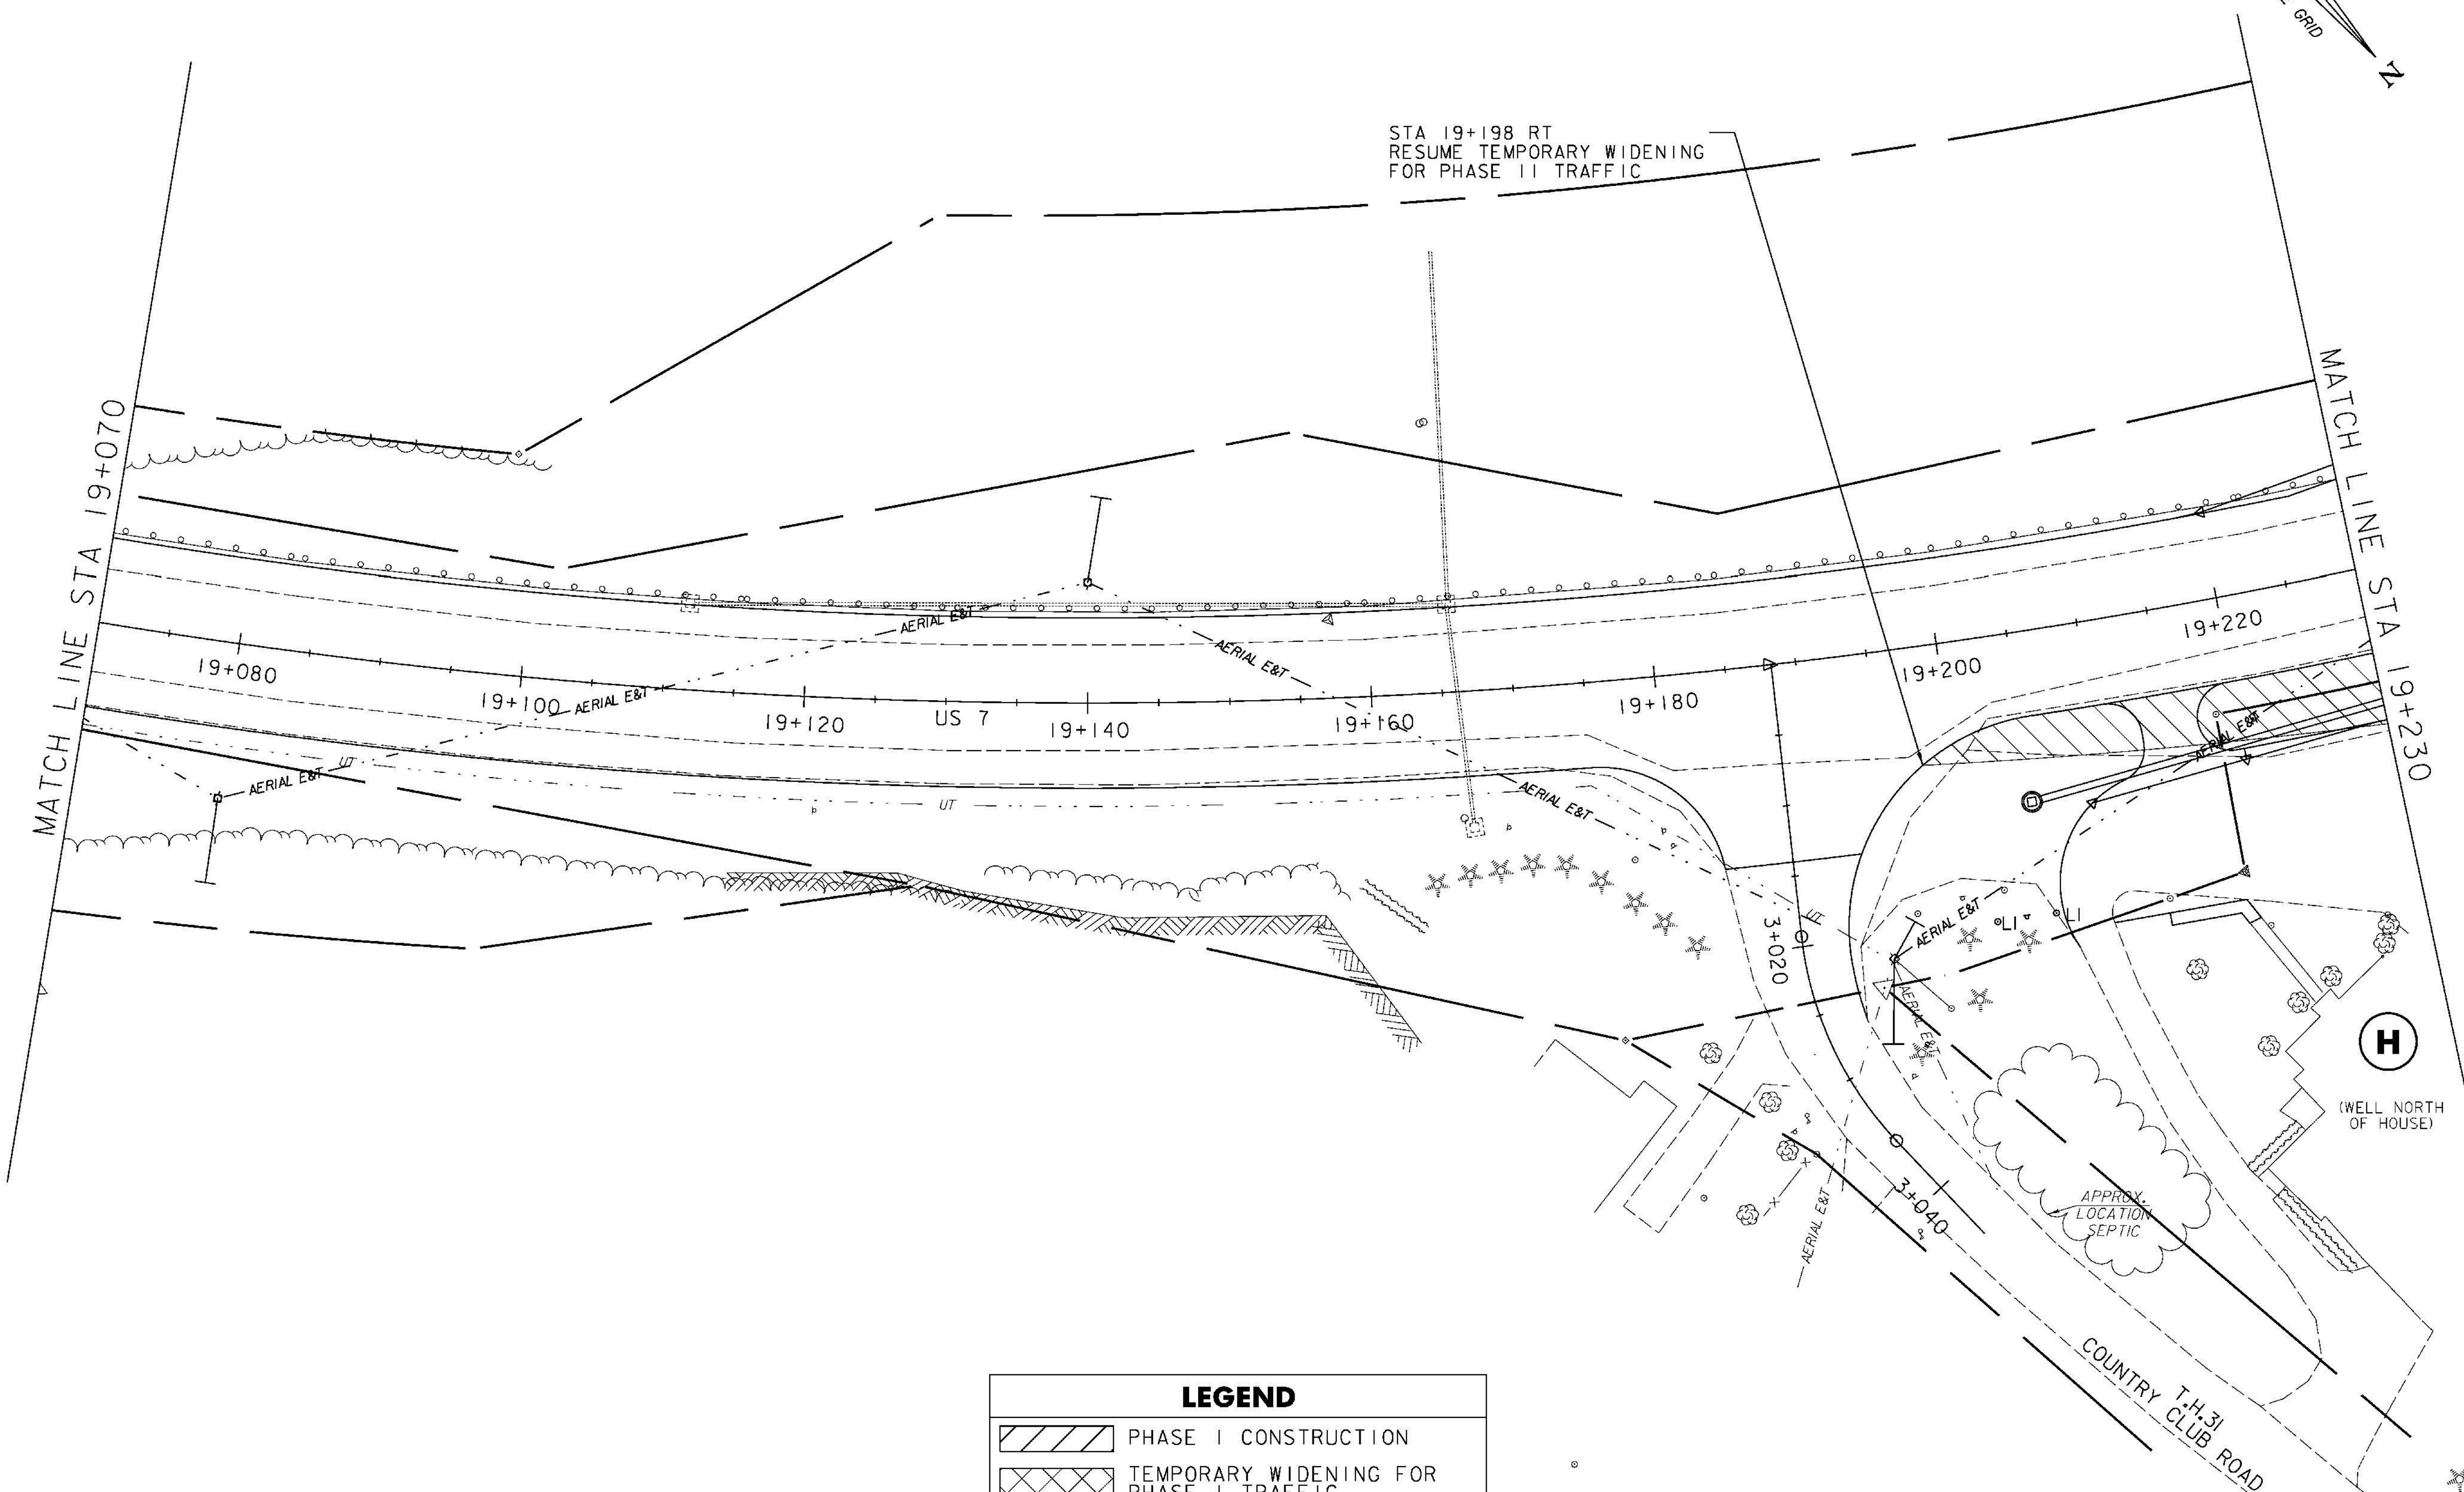 GRID
N
STA 19+198 RT
RESUME TEMPORARY WIDENING
FOR PHASE II TRAFFIC
MATCH LINE STA 19+070
MATCH LINE STA 19+230
19+080
19+100
19+120
US 7
19+140
19+160
19+180
19+200
19+220
AERIAL E&T
AERIAL E&T
AERIAL E&T
AERIAL E&T
AERIAL E&T
AERIAL E&T
AERIAL E&T
AERIAL E&T
AERIAL E&T
UT
UT
UT
LI
LI
3+020
3+040
H
(WELL NORTH
OF HOUSE)
APPROX.
LOCATION
SEPTIC
T.H.31
COUNTRY CLUB ROAD
LEGEND
PHASE I CONSTRUCTION
TEMPORARY WIDENING FOR
PHASE I TRAFFIC